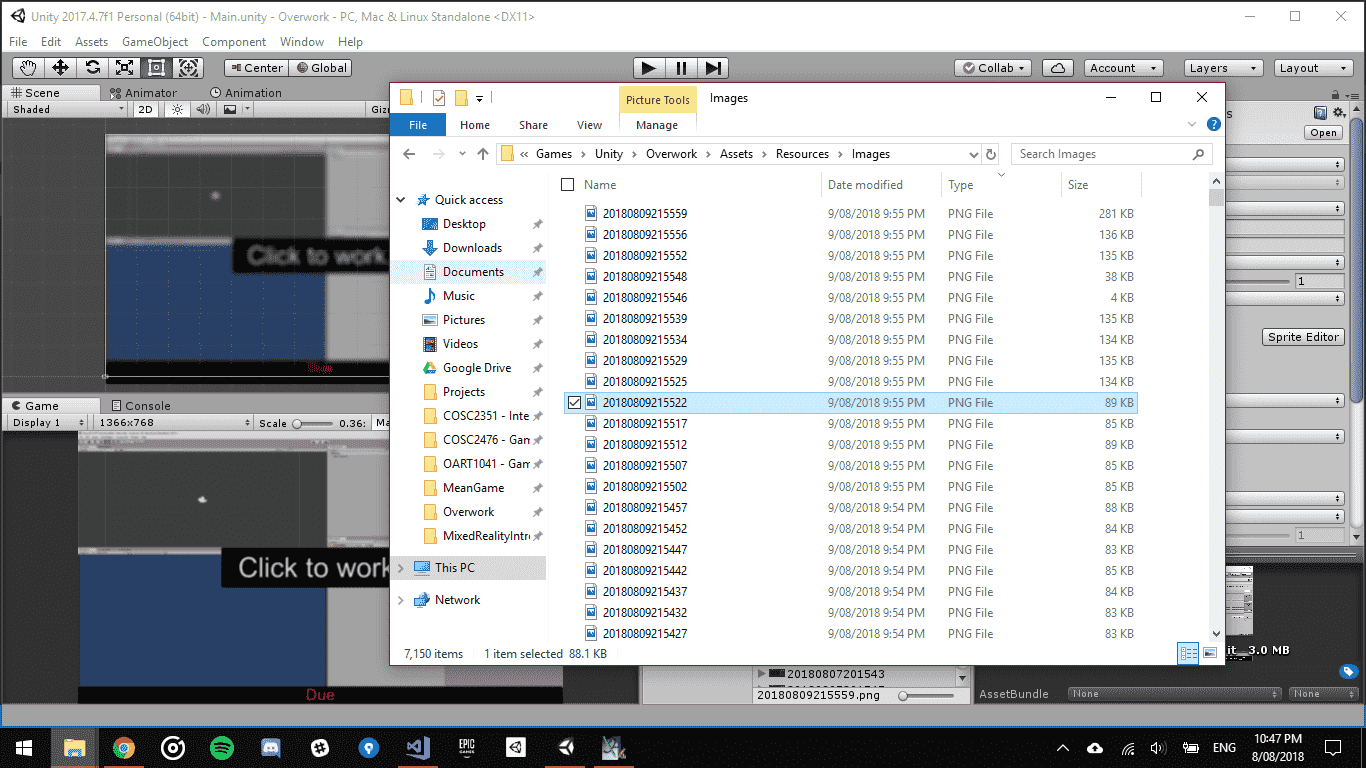 Unity 2017.4.7f1 Personal (64bit) - Main.unity - Overwork - PC, Mac & Linux Standalone <DX11>
File Edit Assets GameObject Component Window Help
Center Global Collab Account Layers Layout
Scene Animator Animation
Shaded 2D Giz
Click to work
Due
Game Console
Display 1 1366x768 Scale 0.36: Ma
Click to work
Due
Picture Tools Images
File Home Share View Manage
« Games › Unity › Overwork › Assets › Resources › Images
Search Images
Quick access
Desktop
Downloads
Documents
Music
Pictures
Videos
Google Drive
Projects
COSC2351 - Inte
COSC2476 - Gam
OART1041 - Gam
MeanGame
Overwork
MixedRealityIntr
This PC
Network
Name Date modified Type Size
20180809215559 9/08/2018 9:55 PM PNG File 281 KB
20180809215556 9/08/2018 9:55 PM PNG File 136 KB
20180809215552 9/08/2018 9:55 PM PNG File 135 KB
20180809215548 9/08/2018 9:55 PM PNG File 38 KB
20180809215546 9/08/2018 9:55 PM PNG File 4 KB
20180809215539 9/08/2018 9:55 PM PNG File 135 KB
20180809215534 9/08/2018 9:55 PM PNG File 134 KB
20180809215529 9/08/2018 9:55 PM PNG File 135 KB
20180809215525 9/08/2018 9:55 PM PNG File 134 KB
20180809215522 9/08/2018 9:55 PM PNG File 89 KB
20180809215517 9/08/2018 9:55 PM PNG File 85 KB
20180809215512 9/08/2018 9:55 PM PNG File 89 KB
20180809215507 9/08/2018 9:55 PM PNG File 85 KB
20180809215502 9/08/2018 9:55 PM PNG File 85 KB
20180809215457 9/08/2018 9:54 PM PNG File 88 KB
20180809215452 9/08/2018 9:54 PM PNG File 84 KB
20180809215447 9/08/2018 9:54 PM PNG File 83 KB
20180809215442 9/08/2018 9:54 PM PNG File 85 KB
20180809215437 9/08/2018 9:54 PM PNG File 84 KB
20180809215432 9/08/2018 9:54 PM PNG File 83 KB
20180809215427 9/08/2018 9:54 PM PNG File 83 KB
7,150 items 1 item selected 88.1 KB
s
Open
1
Sprite Editor
1
it 3.0 MB
20180807201543
20180809215559.png
AssetBundle None None
EPIC GAMES
ENG
10:47 PM
8/08/2018